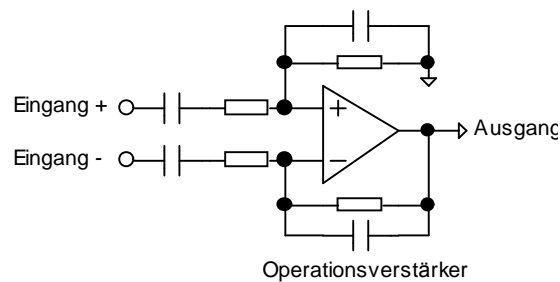 Eingang +
+
Ausgang
Eingang -
−
Operationsverstärker